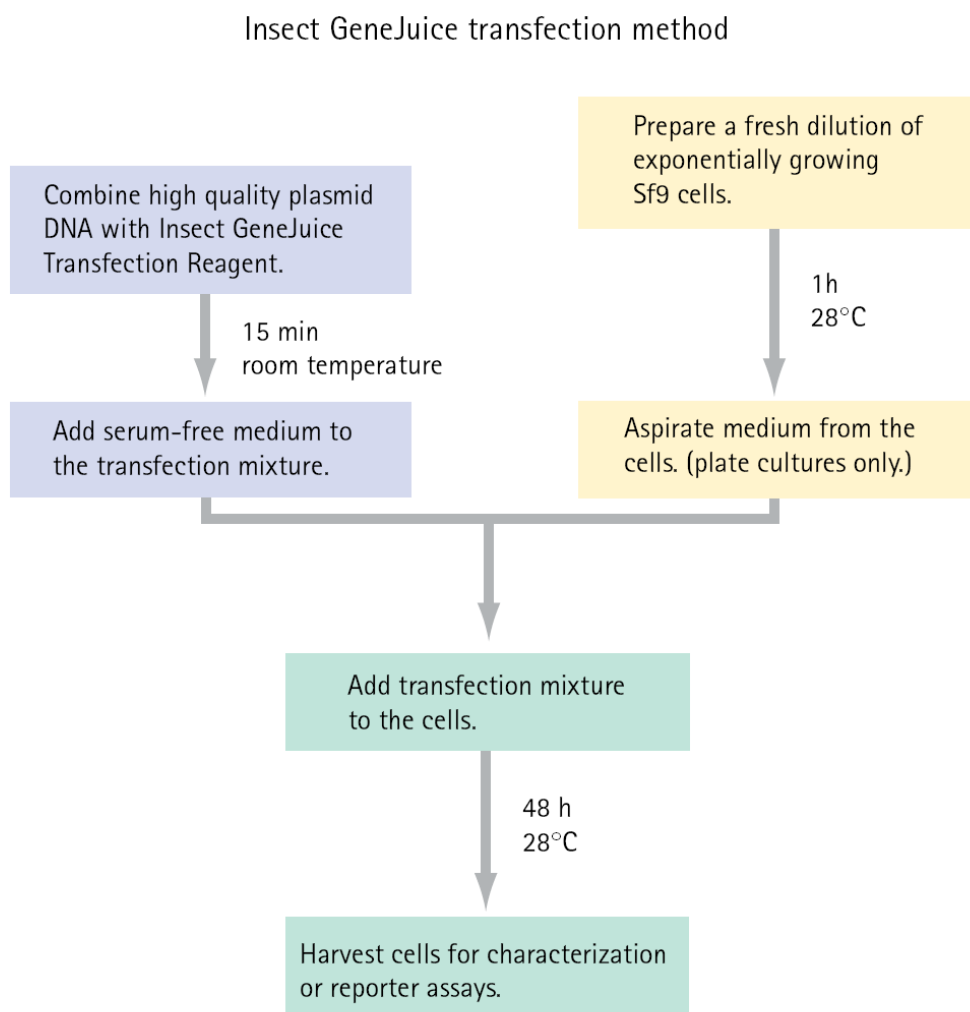 Insect GeneJuice transfection method
Combine high quality plasmid
DNA with Insect GeneJuice
Transfection Reagent.
15 min
room temperature
Add serum-free medium to
the transfection mixture.
Prepare a fresh dilution of
exponentially growing
Sf9 cells.
1h
28°C
Aspirate medium from the
cells. (plate cultures only.)
Add transfection mixture
to the cells.
48 h
28°C
Harvest cells for characterization
or reporter assays.